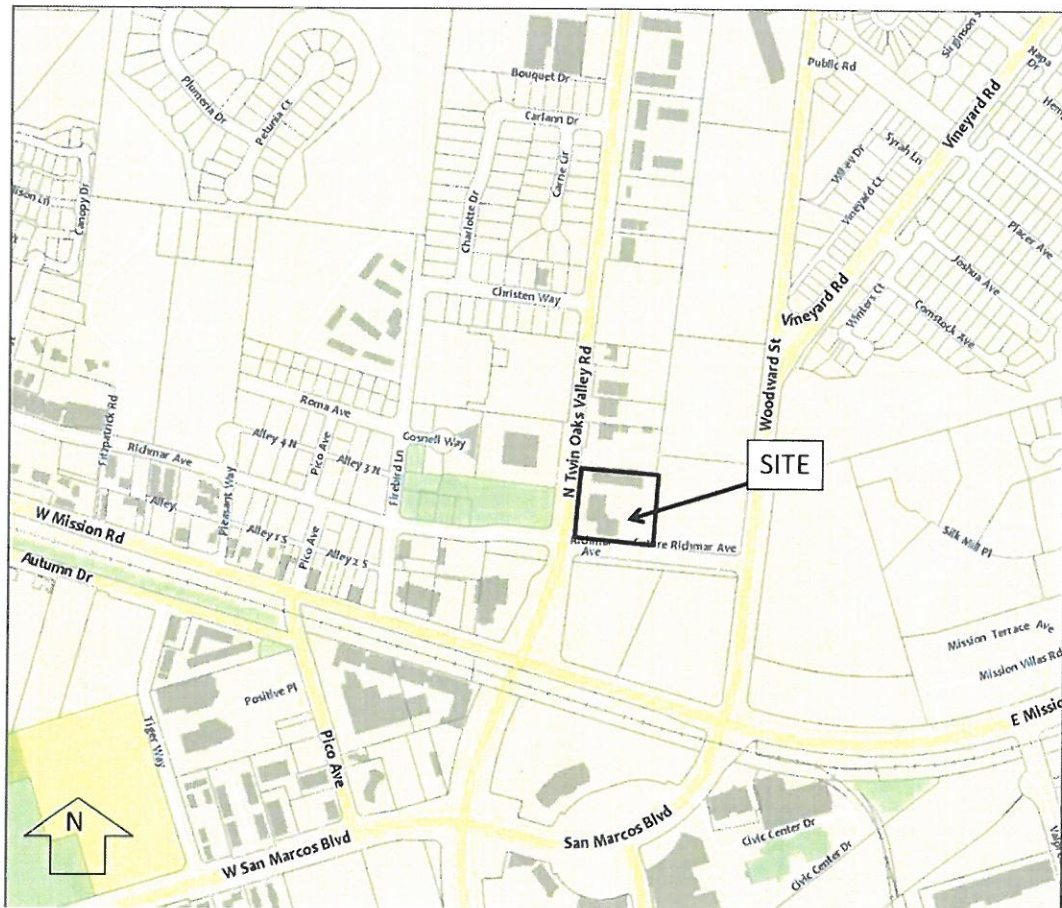 Bouquet Dr
Public Rd
Napa
Dr
Plumeria Dr
Petunia Ct
Carlann Dr
Vineyard Rd
Syrah Ln
Canopy Dr
Charlotte Dr
Carrie Cir
Vineyard Ct
Placer Ave
Joshua Ave
Christen Way
Vineyard Rd
Winters Ct
Comstock Ave
N Twin Oaks Valley Rd
Woodward St
Roma Ave
Gosnell Way
Fitzpatrick Rd
Richmar Ave
Alley 4 N
Pico Ave
Alley 3 N
Firebird Ln
SITE
Alley
Pleasant Way
W Mission Rd
Alley 1 S
Pico Ave
Alley 2 S
Richmar
Ave
Future Richmar Ave
Silk Mill Pl
Autumn Dr
Mission Terrace Ave
Mission Villas Rd
Positive Pl
E Missio
Tiger Way
Pico Ave
N
W San Marcos Blvd
San Marcos Blvd
Civic Center Dr
Civic Center Dr